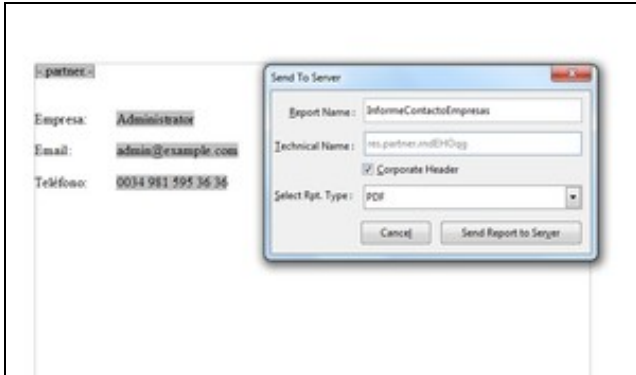 - partner. -
Empresa: Administrator
Email: admin@example.com
Teléfono: 0034 981 595 36 36
Send To Server
Report Name : InformeContactoEmpresas
Technical Name :
Corporate Header
Select Rpt. Type : PDF
Cancel Send Report to Server